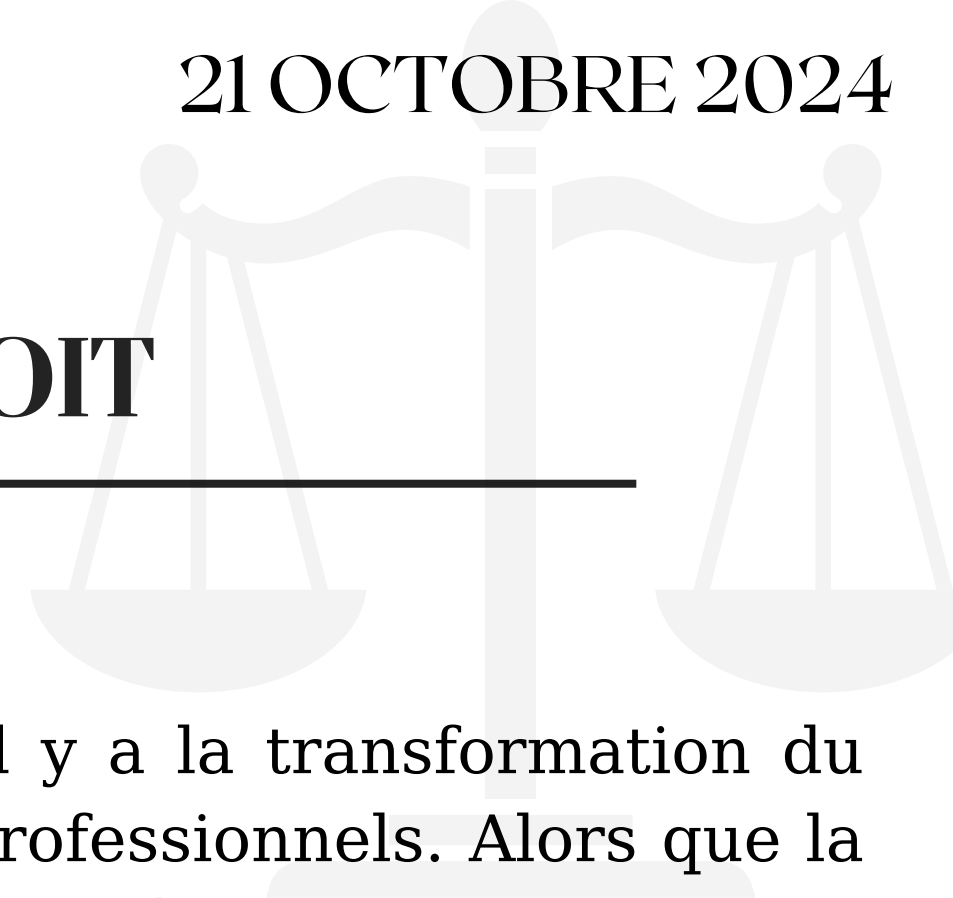 21 OCTOBRE 2024
OIT
y a la transformation du
rofessionnels. Alors que la